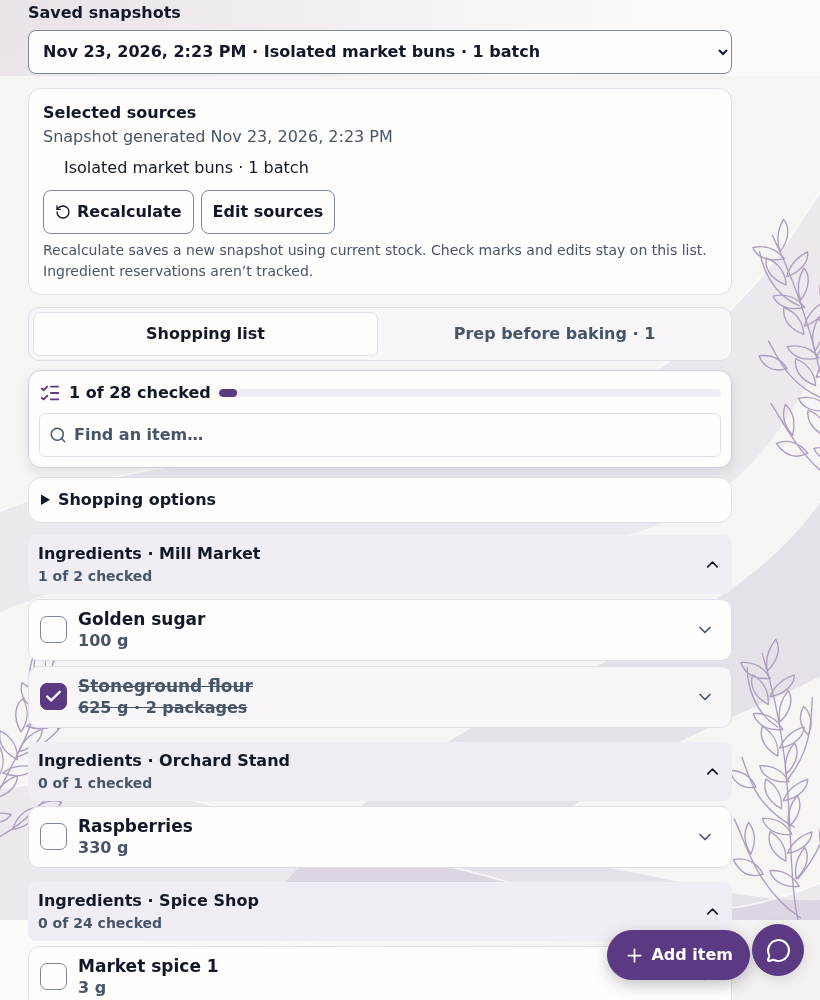 Saved snapshots
Nov 23, 2026, 2:23 PM · Isolated market buns · 1 batch
Selected sources
Snapshot generated Nov 23, 2026, 2:23 PM
Isolated market buns · 1 batch
Recalculate
Edit sources
Recalculate saves a new snapshot using current stock. Check marks and edits stay on this list.
Ingredient reservations aren’t tracked.
Shopping list
Prep before baking · 1
1 of 28 checked
Find an item…
Shopping options
Ingredients · Mill Market
1 of 2 checked
Golden sugar
100 g
Stoneground flour
625 g · 2 packages
Ingredients · Orchard Stand
0 of 1 checked
Raspberries
330 g
Ingredients · Spice Shop
0 of 24 checked
Add item
Market spice 1
3 g